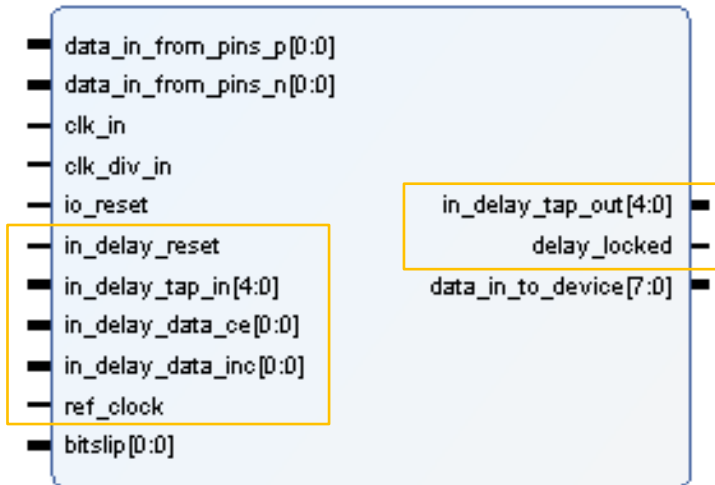 data_in_from_pins_p[0:0]
data_in_from_pins_n[0:0]
clk_in
clk_div_in
io_reset
in_delay_reset
in_delay_tap_in[4:0]
in_delay_data_ce[0:0]
in_delay_data_inc[0:0]
ref_clock
bitslip[0:0]
in_delay_tap_out[4:0]
delay_locked
data_in_to_device[7:0]